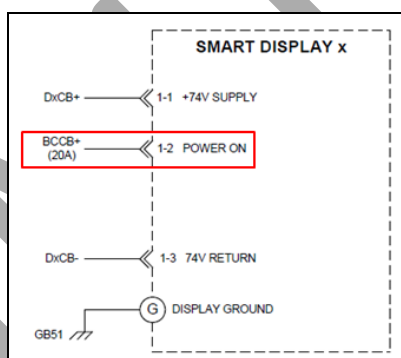 SMART DISPLAY x
DxCB+ 1-1 +74V SUPPLY
BCCB+
(20A) 1-2 POWER ON
DxCB- 1-3 74V RETURN
G DISPLAY GROUND
GB51